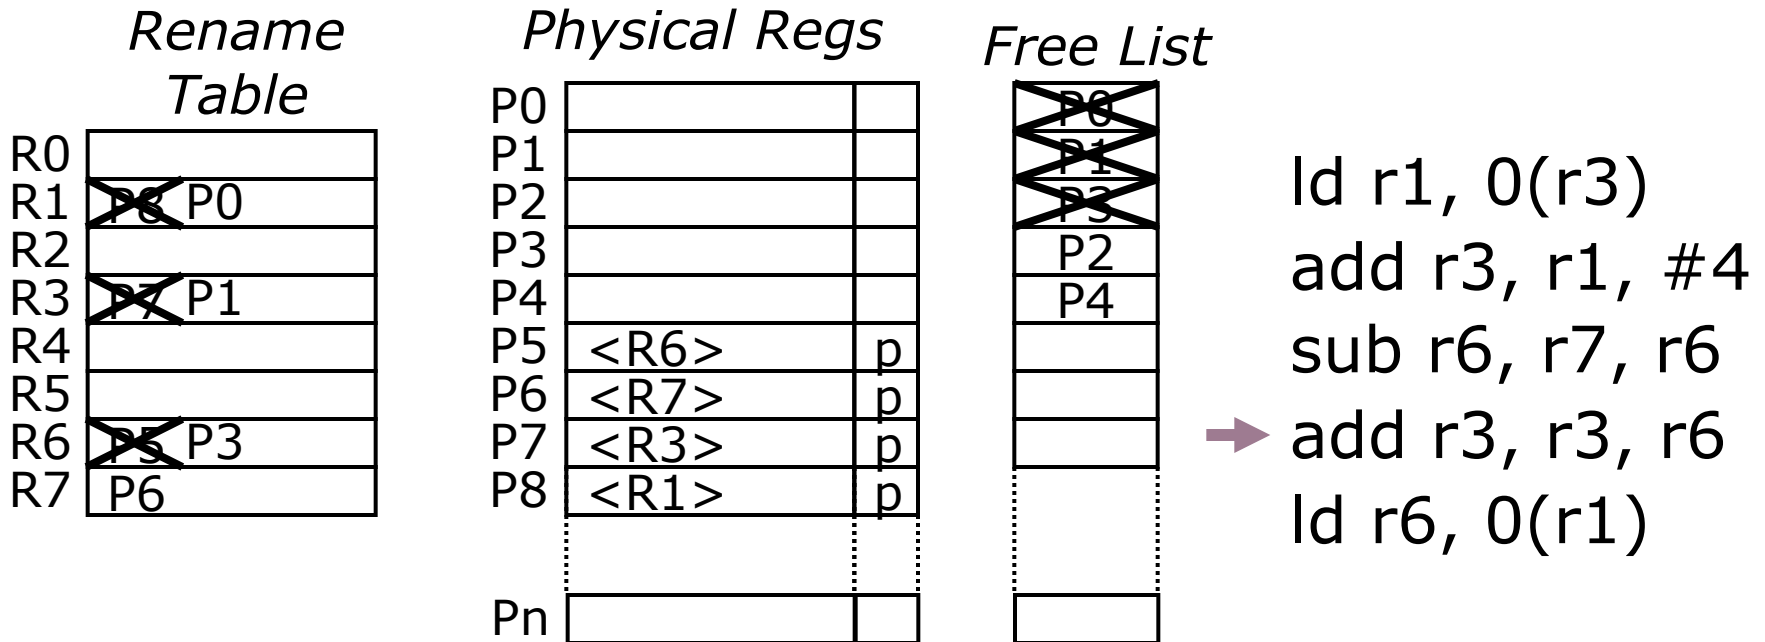 Rename
Table
R0
R1 P8 P0
R2
R3 P7 P1
R4
R5
R6 P5 P3
R7 P6
Physical Regs
P0
P1
P2
P3
P4
P5 <R6> p
P6 <R7> p
P7 <R3> p
P8 <R1> p
Pn
Free List
P0
P1
P3
P2
P4
ld r1, 0(r3)
add r3, r1, #4
sub r6, r7, r6
add r3, r3, r6
ld r6, 0(r1)